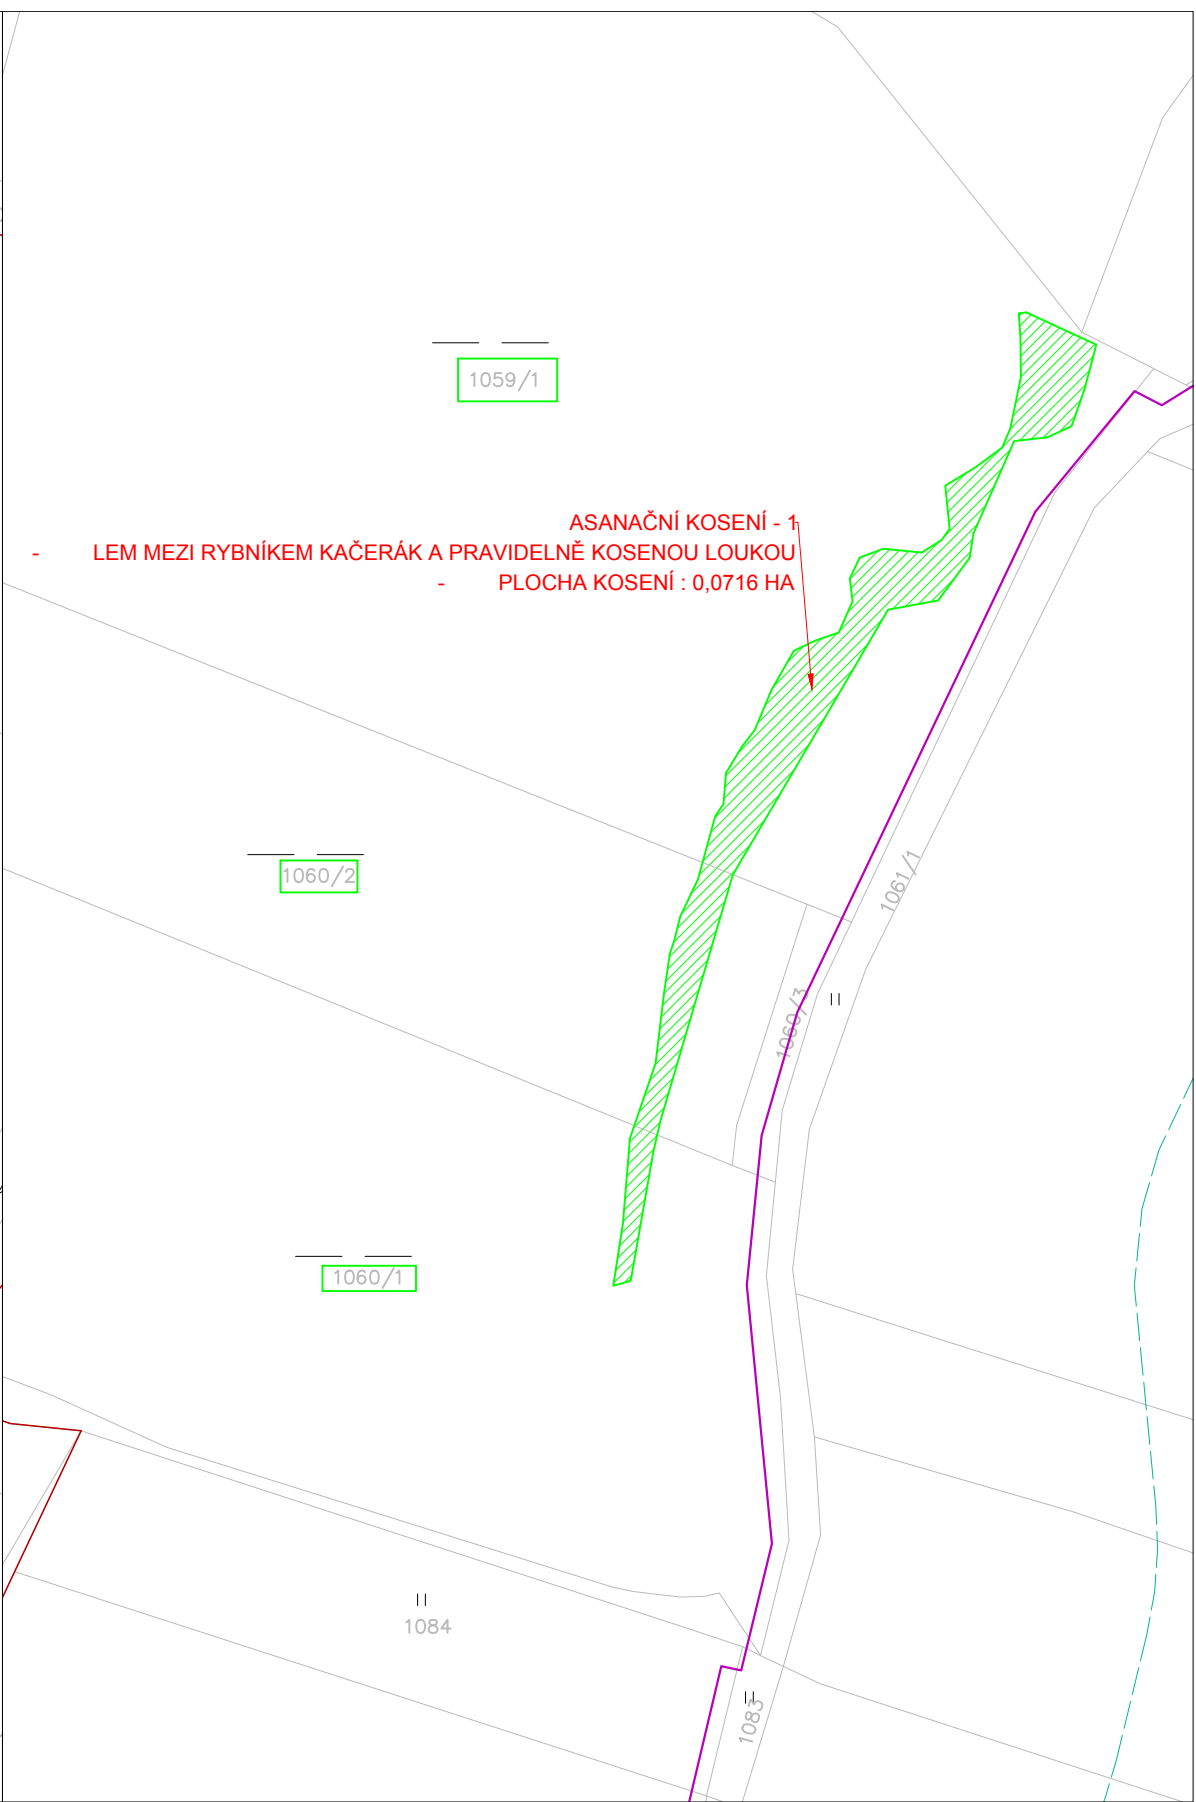 1059/1
ASANAČNÍ KOSENÍ - 1
- LEM MEZI RYBNÍKEM KAČERÁK A PRAVIDELNĚ KOSENOU LOUKOU
- PLOCHA KOSENÍ : 0,0716 HA
1060/2
1061/1
1060/3
1060/1
1084
1083